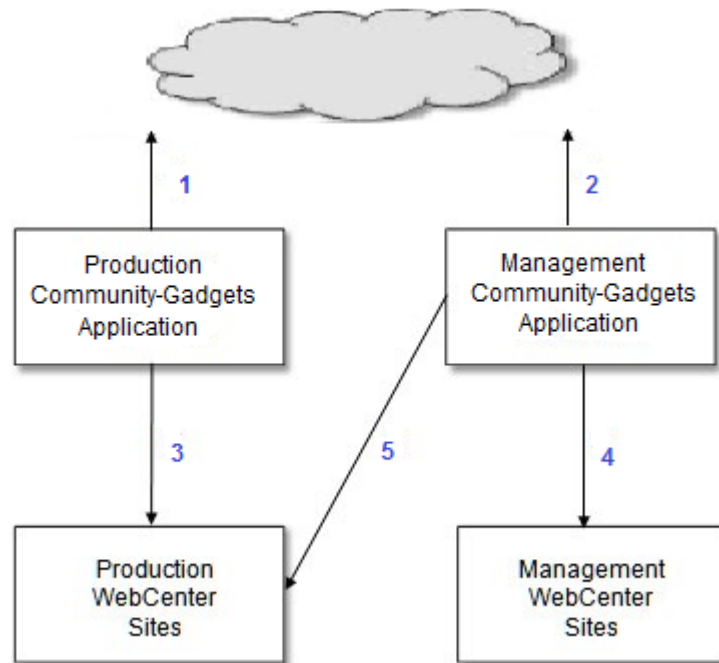 1
2
Production
Community-Gadgets
Application
Management
Community-Gadgets
Application
3
5
4
Production
WebCenter
Sites
Management
WebCenter
Sites